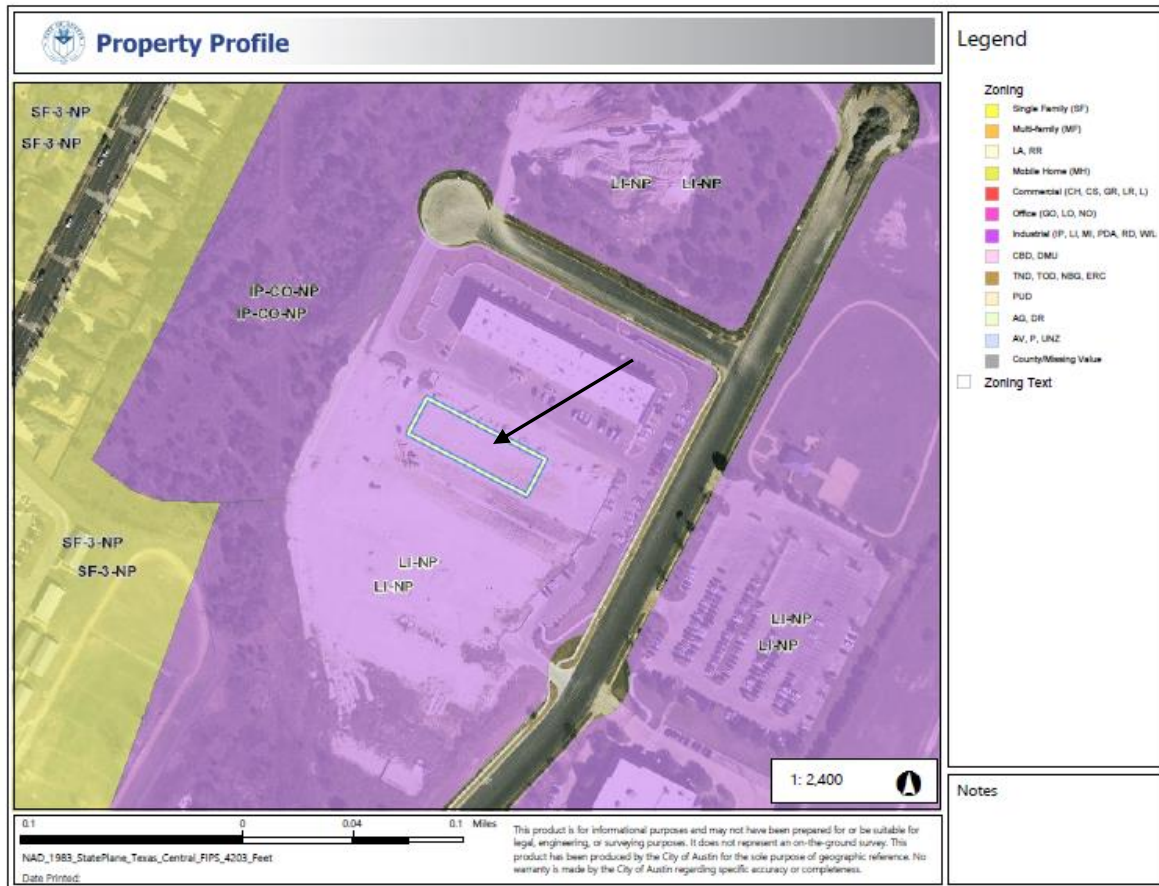 Property Profile
Legend
Zoning
Single Family (SF)
Multi-family (MF)
LA, RR
Mobile Home (MH)
Commercial (CH, CS, GR, LR, L)
Office (GO, LO, NO)
Industrial (IP, LI, MI, PDA, RD, W/L
CBD, DMU
TND, TOD, NBG, ERC
PUD
AG, DR
AV, P, UNZ
County/Missing Value
Zoning Text
SF-3-NP
SF-3-NP
LI-NP LI-NP
IP-CO-NP
IP-CO-NP
SF-3-NP
SF-3-NP
LI-NP
LI-NP
LI-NP
LI-NP
1: 2,400
Notes
0.1 0 0.04 0.1 Miles
NAD_1983_StatePlane_Texas_Central_FIPS_4203_Feet
Date Printed:
This product is for informational purposes and may not have been prepared for or be suitable for
legal, engineering, or surveying purposes. It does not represent an on-the-ground survey. This
product has been produced by the City of Austin for the sole purpose of geographic reference. No
warranty is made by the City of Austin regarding specific accuracy or completeness.